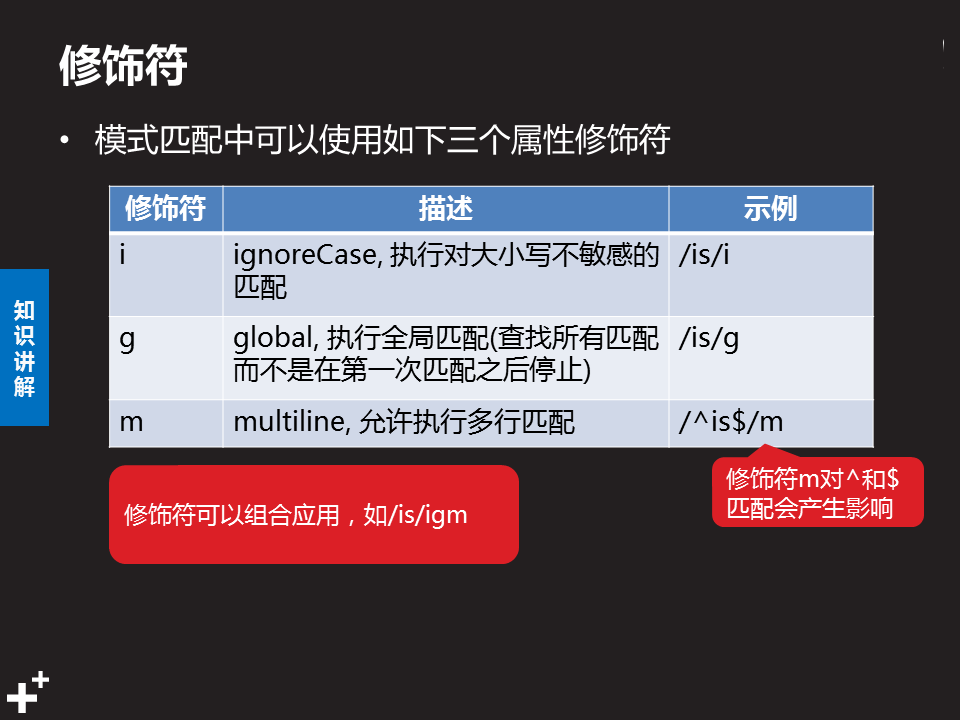 修饰符
• 模式匹配中可以使用如下三个属性修饰符
修饰符 描述 示例
i ignoreCase, 执行对大小写不敏感的 /is/i
匹配
g global, 执行全局匹配(查找所有匹配 /is/g
而不是在第一次匹配之后停止)
m multiline, 允许执行多行匹配 /^is$/m
修饰符m对^和$
匹配会产生影响
修饰符可以组合应用，如/is/igm
知
识
讲
解